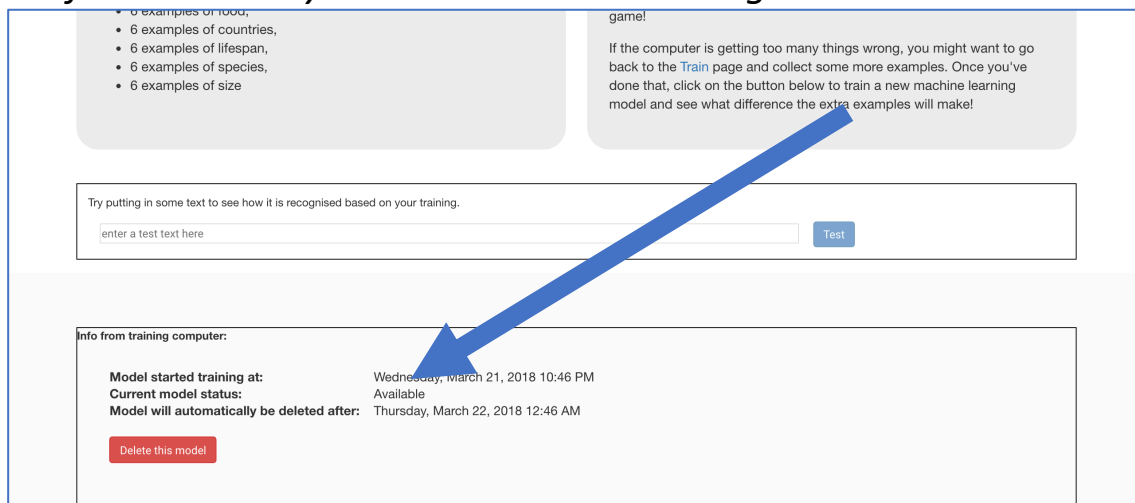 • 6 examples of food,
• 6 examples of countries,
• 6 examples of lifespan,
• 6 examples of species,
• 6 examples of size
game!
If the computer is getting too many things wrong, you might want to go
back to the Train page and collect some more examples. Once you've
done that, click on the button below to train a new machine learning
model and see what difference the extra examples will make!
Try putting in some text to see how it is recognised based on your training.
enter a test text here
Test
Info from training computer:
Model started training at: Wednesday, March 21, 2018 10:46 PM
Current model status: Available
Model will automatically be deleted after: Thursday, March 22, 2018 12:46 AM
Delete this model